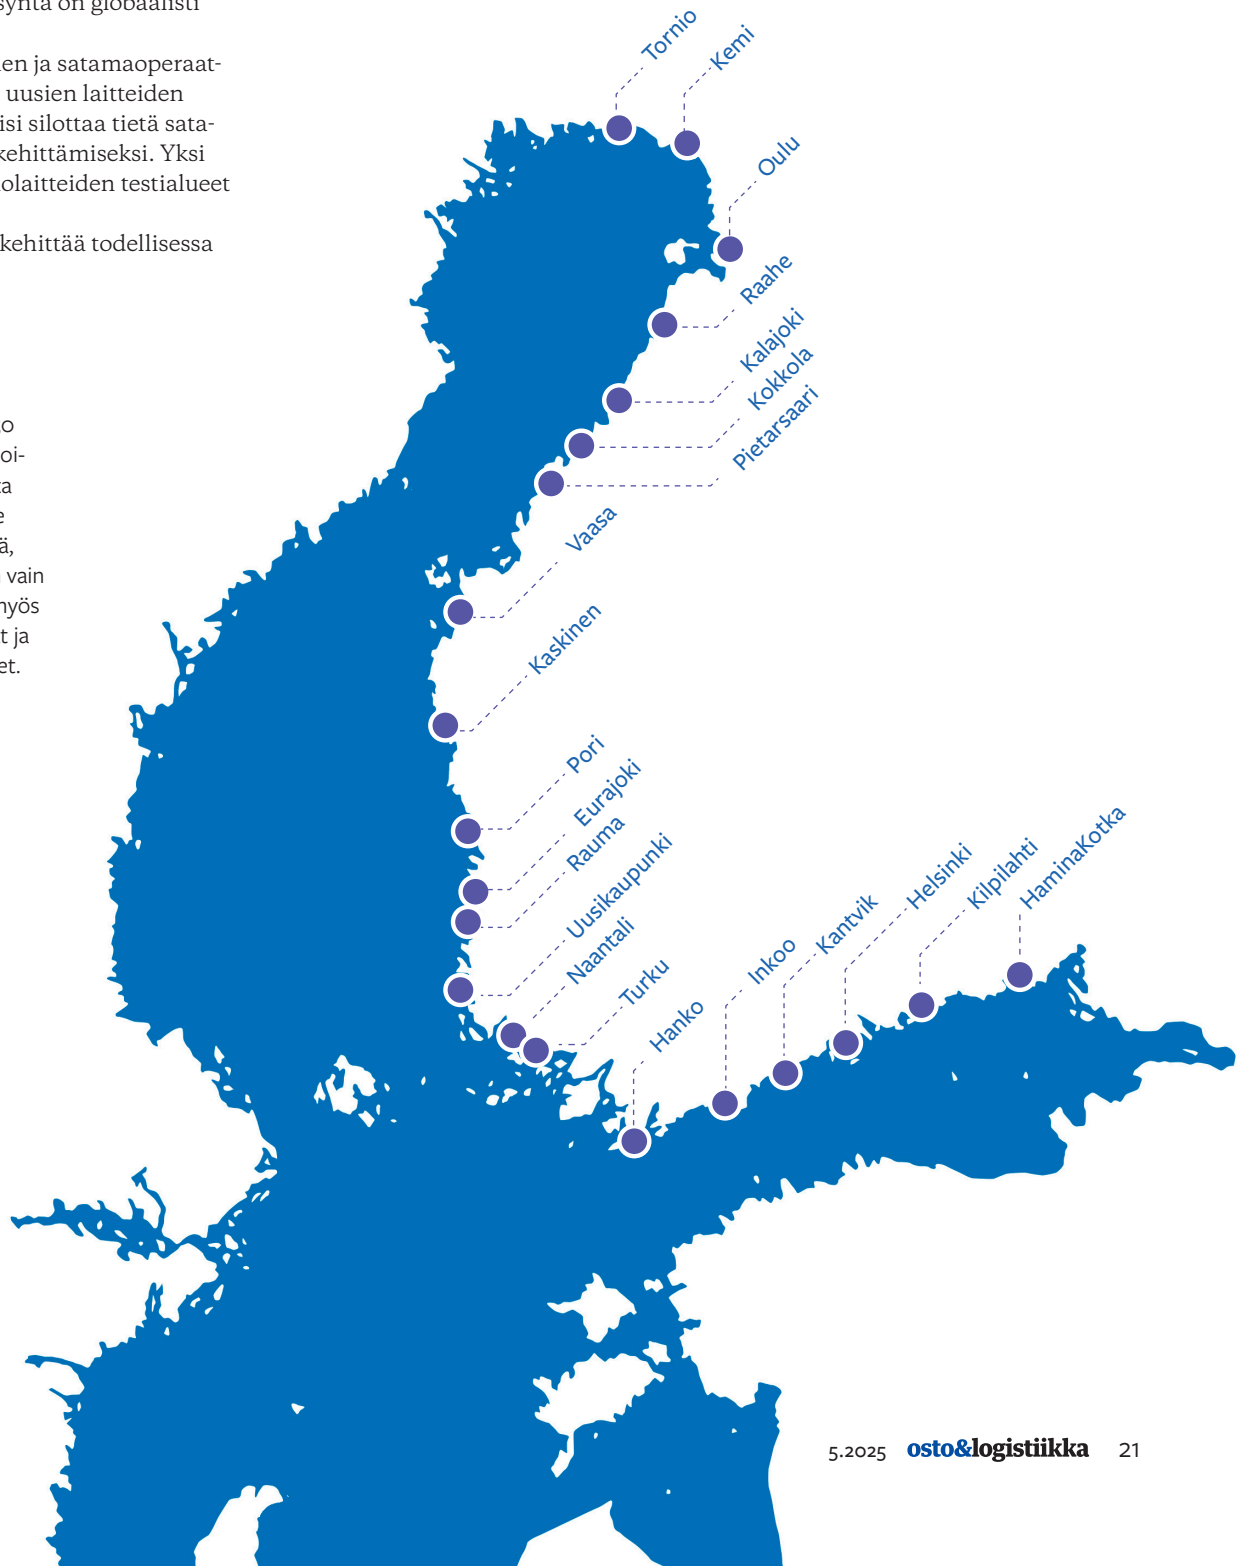 synta on globaalisti
en ja satamaoperaat-
uusien laitteiden
isi silottaa tietä sata-
kehittämiseksi. Yksi
olaitteiden testialueet
kehittää todellisessa
oi-
ta
e
ä,
vain
myös
t ja
et.
Tornio
Kemi
Oulu
Raahe
Kalajoki
Kokkola
Pietarsaari
Vaasa
Kaskinen
Pori
Eurajoki
Rauma
Uusikaupunki
Naantali
Turku
Hanko
Inkoo
Kantvik
Helsinki
Kilpilahti
HaminaKotka
5.2025 osto&logistiikka 21